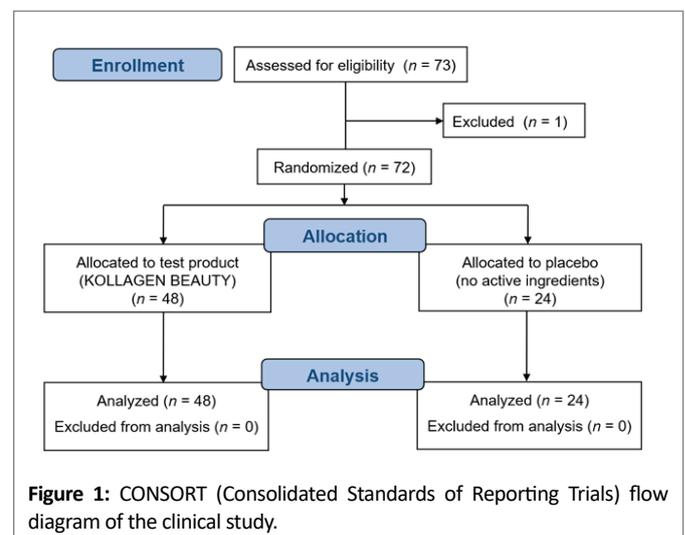 Enrollment
Assessed for eligibility (n = 73)
Excluded (n = 1)
Randomized (n = 72)
Allocation
Allocated to test product
(KOLLAGEN BEAUTY)
(n = 48)
Allocated to placebo
(no active ingredients)
(n = 24)
Analysis
Analyzed (n = 48)
Excluded from analysis (n = 0)
Analyzed (n = 24)
Excluded from analysis (n = 0)
Figure 1: CONSORT (Consolidated Standards of Reporting Trials) flow
diagram of the clinical study.